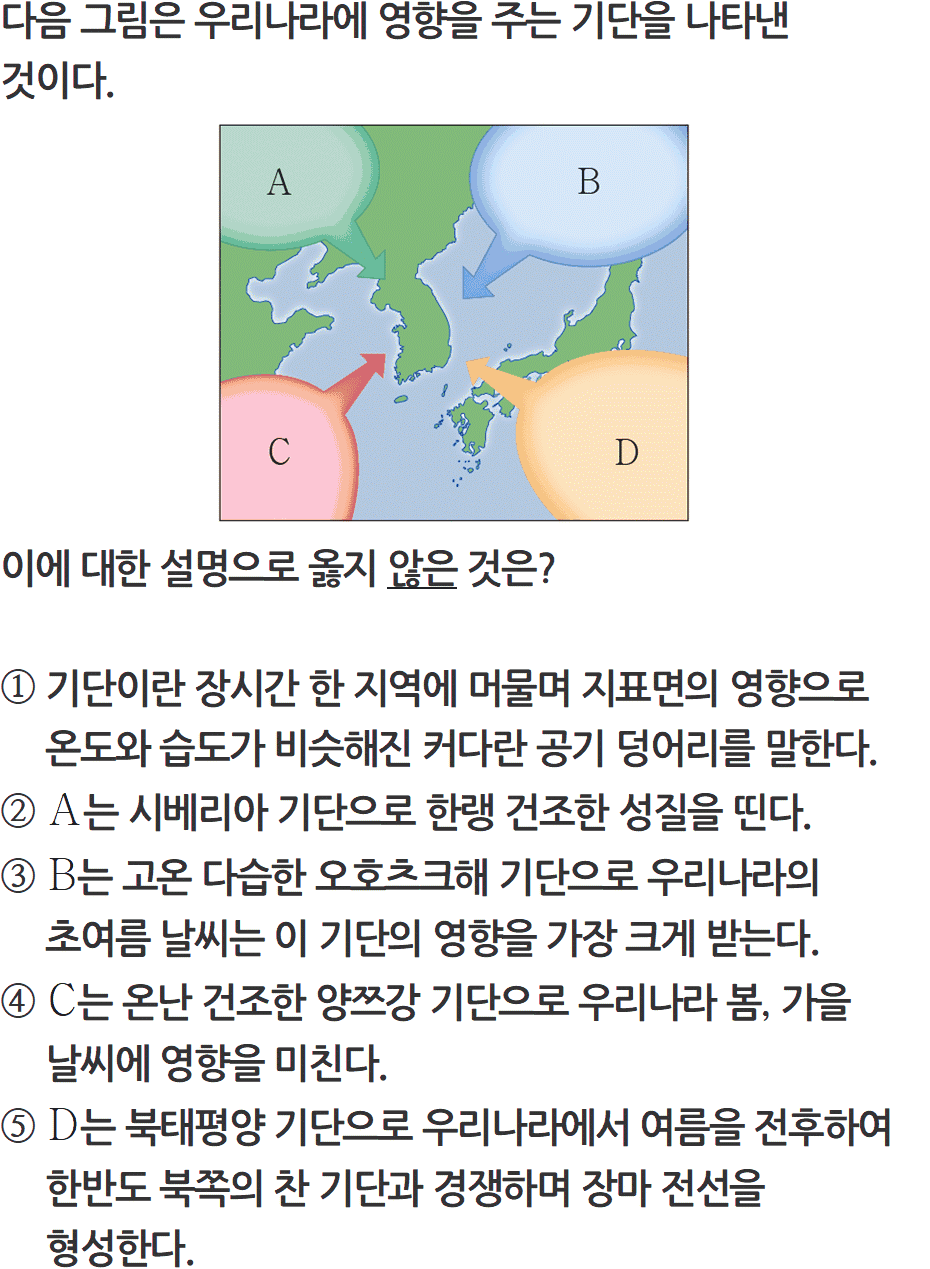 다음 그림은 우리나라에 영향을 주는 기단을 나타낸
것이다.
A
B
C
D
이에 대한 설명으로 옳지 않은 것은?
① 기단이란 장시간 한 지역에 머물며 지표면의 영향으로
온도와 습도가 비슷해진 커다란 공기 덩어리를 말한다.
② A는 시베리아 기단으로 한랭 건조한 성질을 띤다.
③ B는 고온 다습한 오호츠크해 기단으로 우리나라의
초여름 날씨는 이 기단의 영향을 가장 크게 받는다.
④ C는 온난 건조한 양쯔강 기단으로 우리나라 봄, 가을
날씨에 영향을 미친다.
⑤ D는 북태평양 기단으로 우리나라에서 여름을 전후하여
한반도 북쪽의 찬 기단과 경쟁하며 장마 전선을
형성한다.